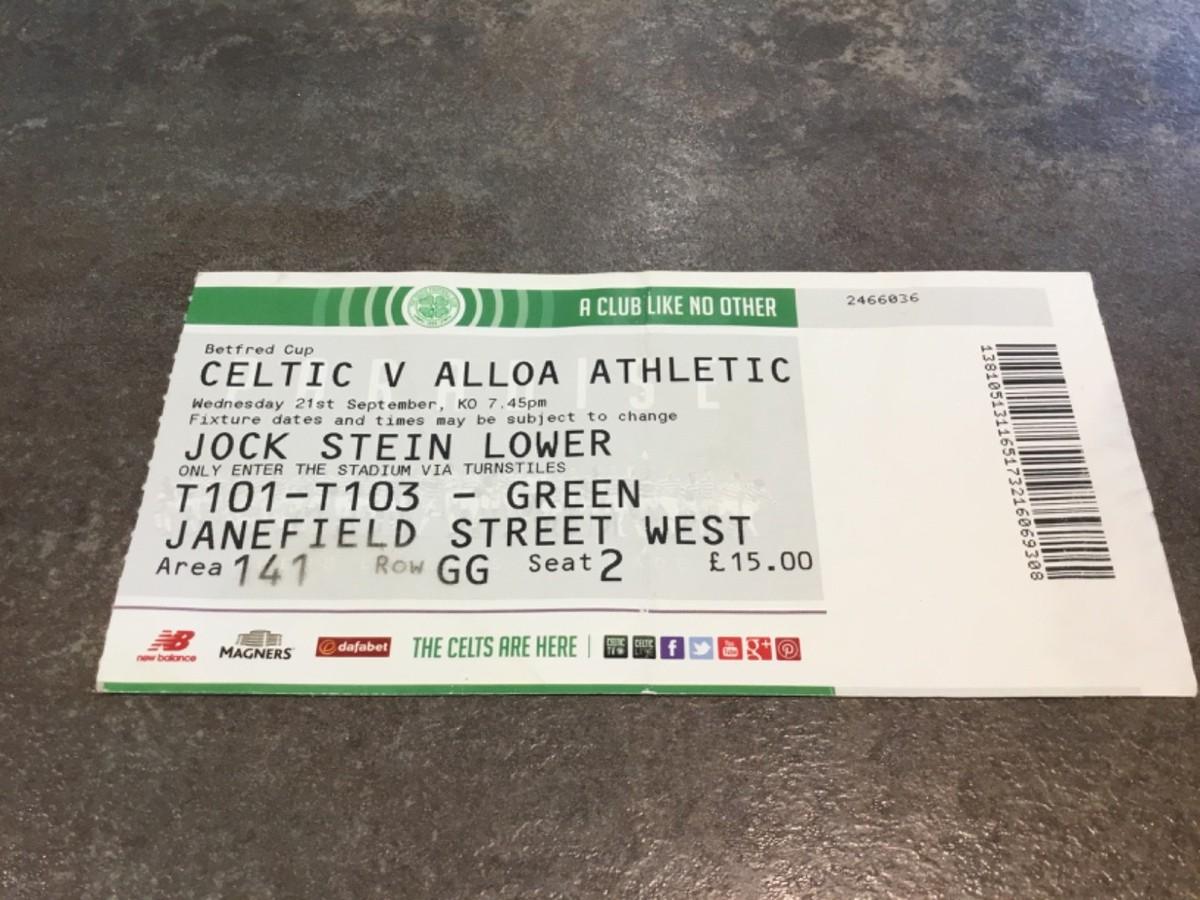 A CLUB LIKE NO OTHER
2466036
Betfred Cup
CELTIC V ALLOA ATHLETIC
Wednesday 21st September, KO 7.45pm
Fixture dates and times may be subject to change
JOCK STEIN LOWER
ONLY ENTER THE STADIUM VIA TURNSTILES
T101-T103 - GREEN
JANEFIELD STREET WEST
Area 141 Row GG Seat 2 £15.00
new balance MAGNERS dafabet THE CELTS ARE HERE